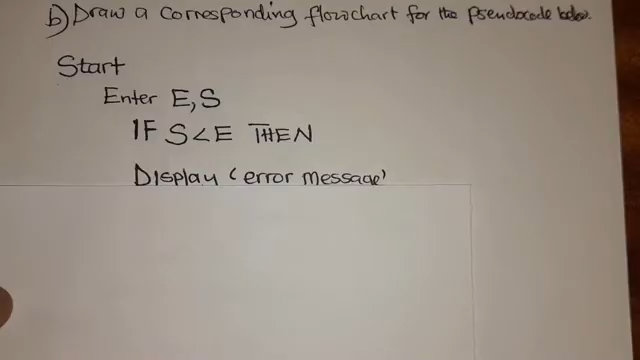 b) Draw a corresponding flowchart for the pseudocode below.
Start
Enter E,S
IF S<E THEN
Display 'error message'